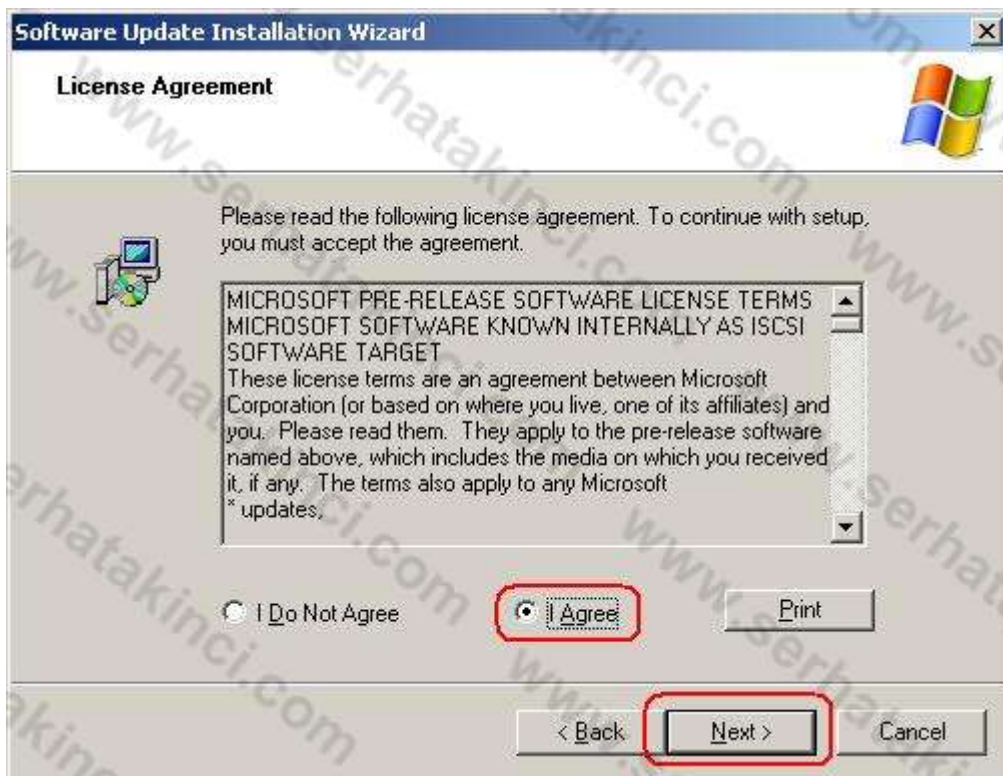 Software Update Installation Wizard
License Agreement
Please read the following license agreement. To continue with setup,
you must accept the agreement.
MICROSOFT PRE-RELEASE SOFTWARE LICENSE TERMS
MICROSOFT SOFTWARE KNOWN INTERNALLY AS ISCSI
SOFTWARE TARGET
These license terms are an agreement between Microsoft
Corporation (or based on where you live, one of its affiliates) and
you.  Please read them.  They apply to the pre-release software
named above, which includes the media on which you received
it, if any.  The terms also apply to any Microsoft
* updates,
I Do Not Agree
I Agree
Print
< Back
Next >
Cancel
www.serhatakinci.com